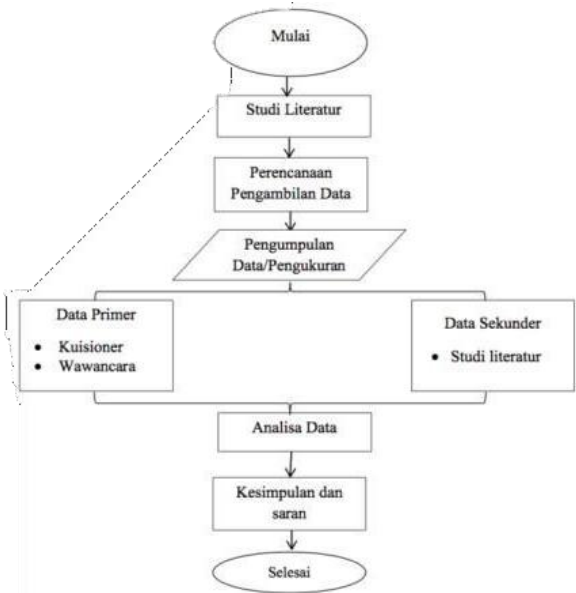 Mulai
Studi Literatur
Perencanaan
Pengambilan Data
Pengumpulan
Data/Pengukuran
Data Primer
• Kuisioner
• Wawancara
Data Sekunder
• Studi literatur
Analisa Data
Kesimpulan dan
saran
Selesai